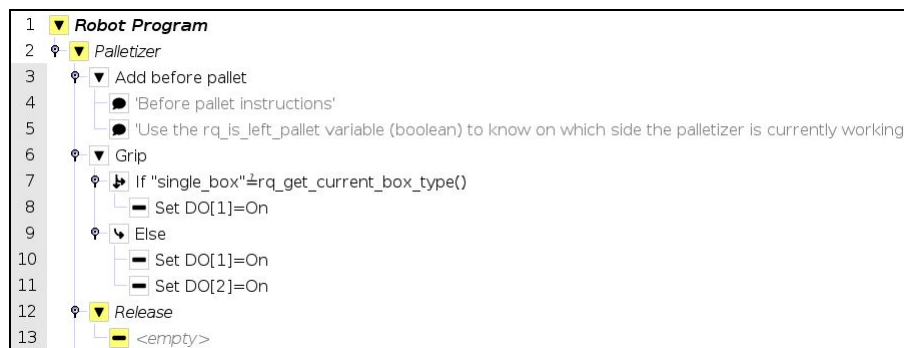 1 Robot Program
2 Palletizer
3 Add before pallet
4 'Before pallet instructions'
5 'Use the rq_is_left_pallet variable (boolean) to know on which side the palletizer is currently working
6 Grip
7 If "single_box"≟rq_get_current_box_type()
8 Set DO[1]=On
9 Else
10 Set DO[1]=On
11 Set DO[2]=On
12 Release
13 <empty>